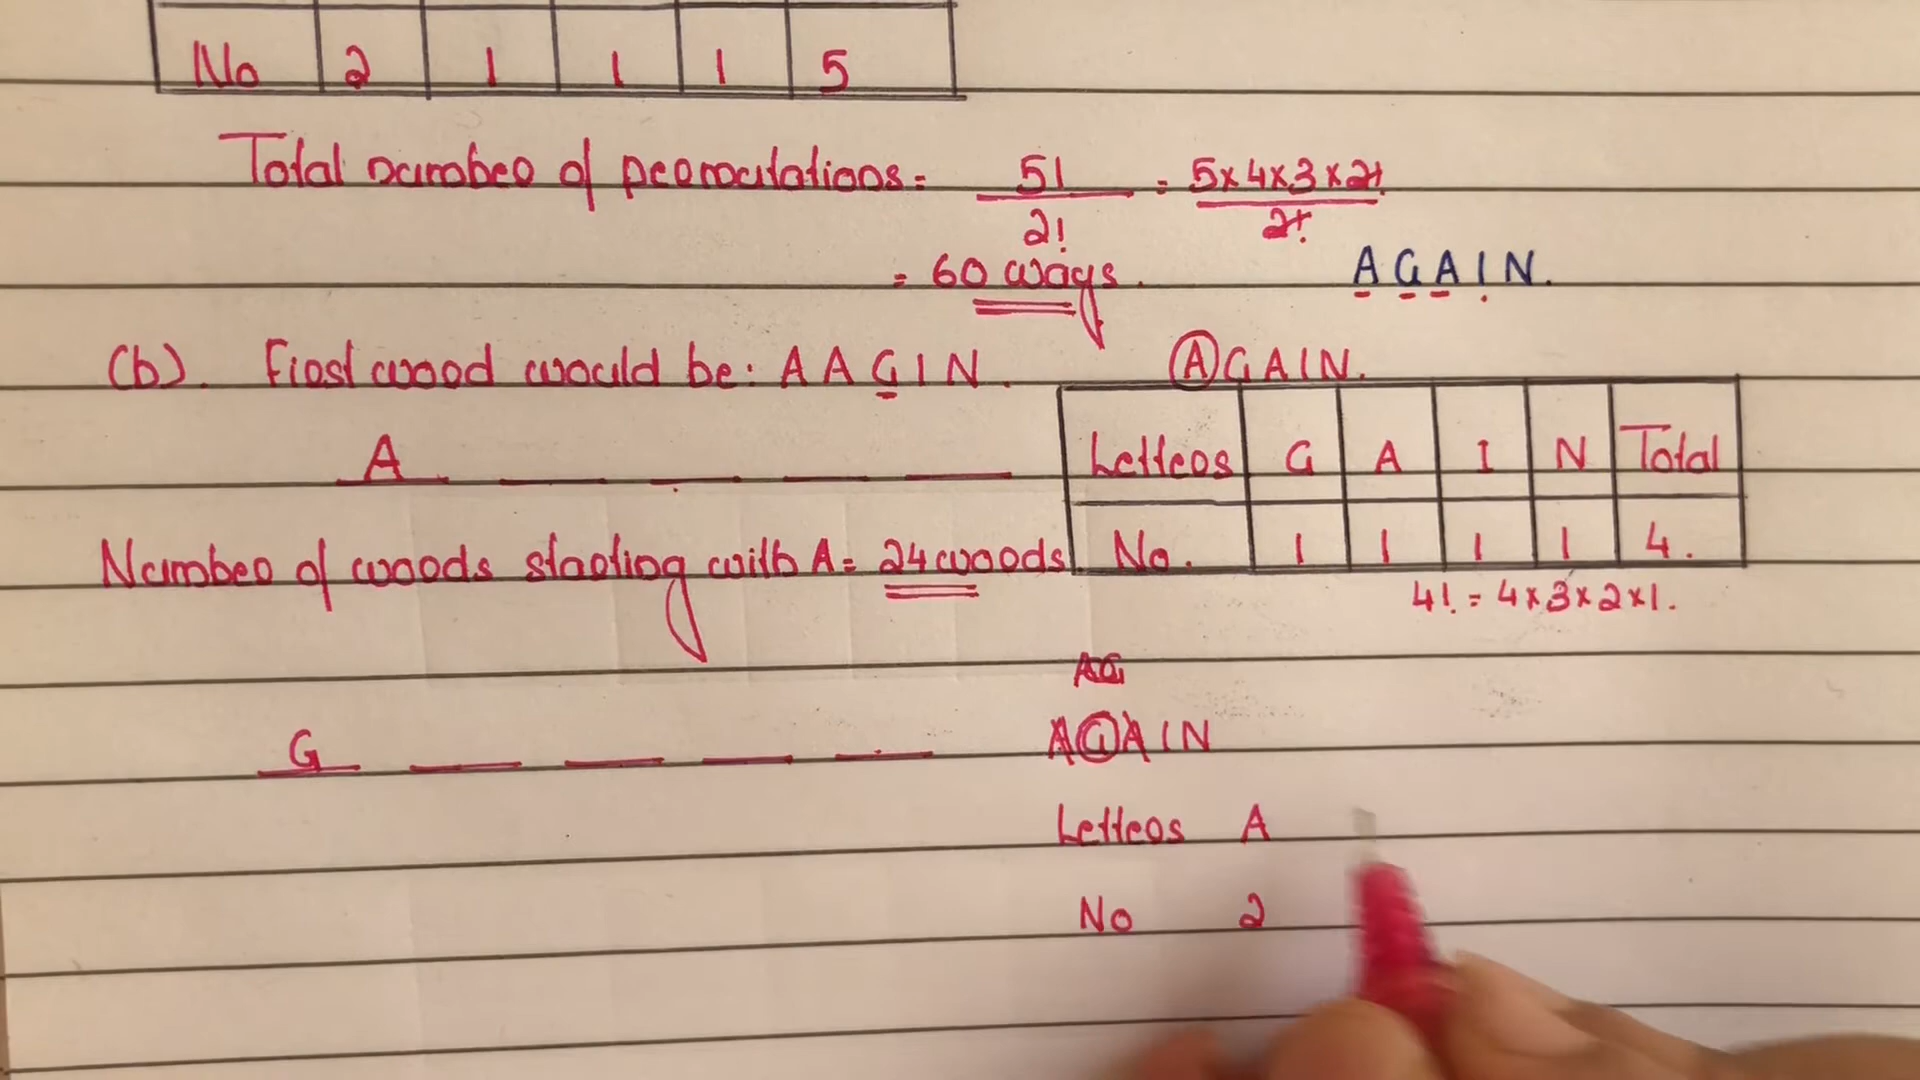 No 2 1 1 1 5
Total number of permutations = 5! / 2! = 5x4x3x2! / 2!
= 60 ways. AGAIN.
(b). First word would be: AAGIN. AGAIN.
A
Letters G A I N Total
Number of words starting with A = 24 words. No. 1 1 1 1 4.
4! = 4x3x2x1.
AG
G AGAIN
Letters A
No 2